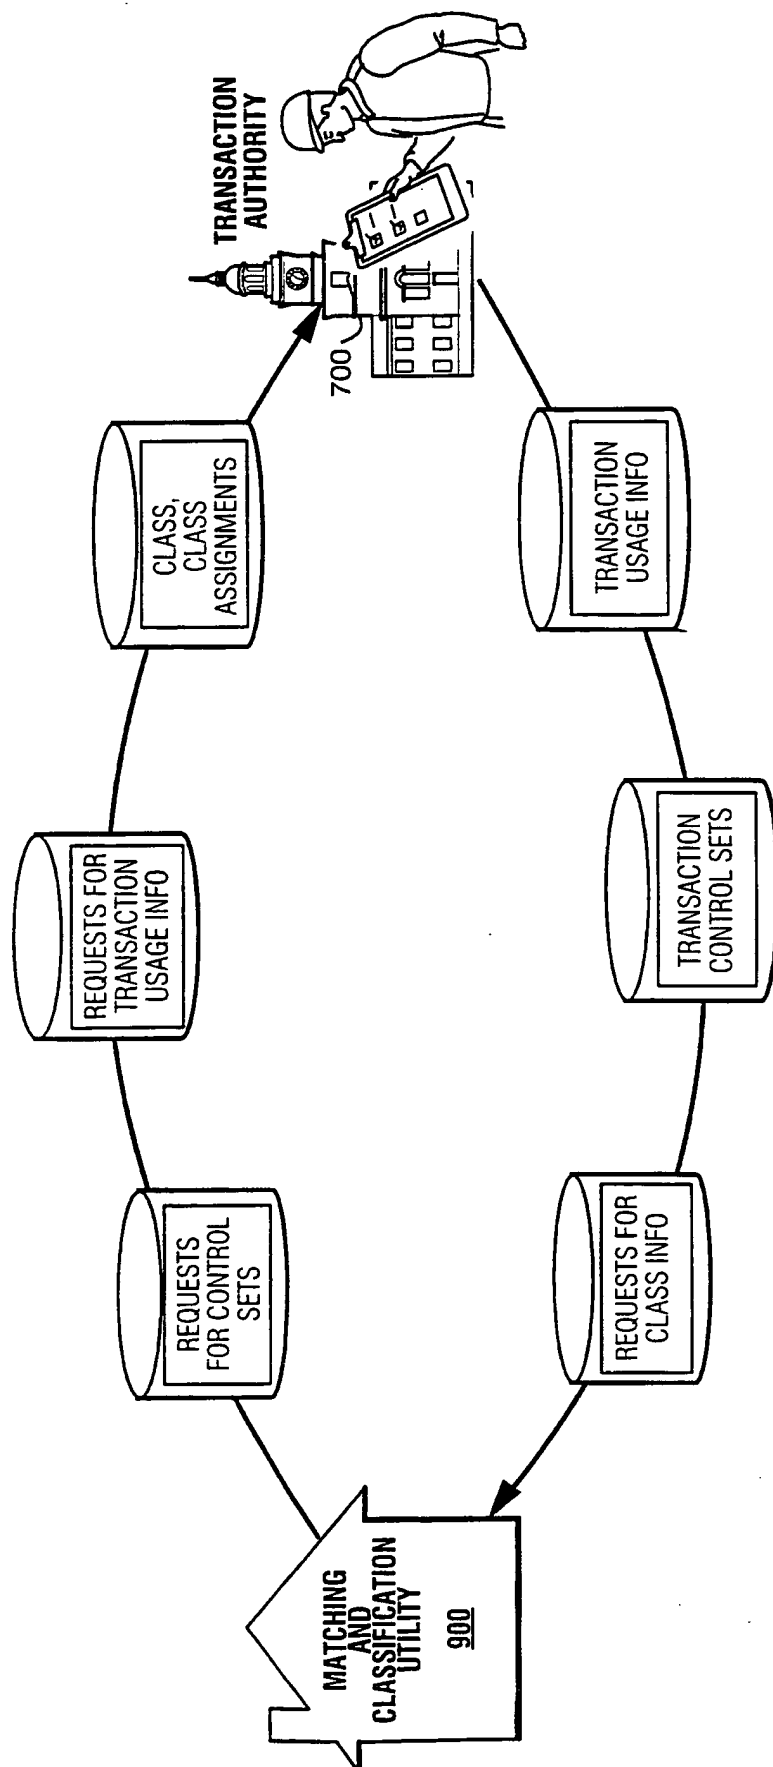 MATCHING
AND
CLASSIFICATION
UTILITY
900
REQUESTS
FOR CONTROL
SETS
REQUESTS FOR
TRANSACTION
USAGE INFO
CLASS,
CLASS
ASSIGNMENTS
TRANSACTION
AUTHORITY
700
TRANSACTION
USAGE INFO
TRANSACTION
CONTROL SETS
REQUESTS FOR
CLASS INFO